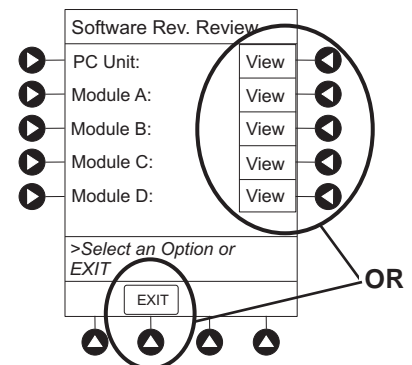 Software Rev. Review
PC Unit: View
Module A: View
Module B: View
Module C: View
Module D: View
>Select an Option or
EXIT
EXIT
OR